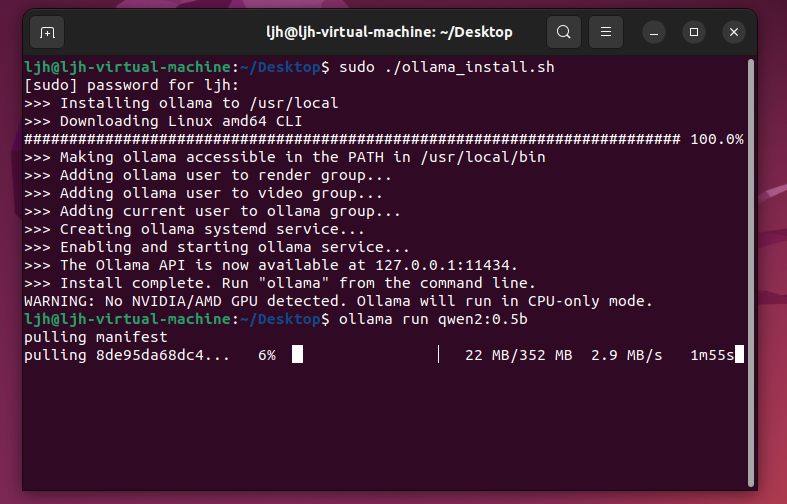 ljh@ljh-virtual-machine: ~/Desktop
ljh@ljh-virtual-machine:~/Desktop$ sudo ./ollama_install.sh
[sudo] password for ljh:
>>> Installing ollama to /usr/local
>>> Downloading Linux amd64 CLI
######################################################################## 100.0%
>>> Making ollama accessible in the PATH in /usr/local/bin
>>> Adding ollama user to render group...
>>> Adding ollama user to video group...
>>> Adding current user to ollama group...
>>> Creating ollama systemd service...
>>> Enabling and starting ollama service...
>>> The Ollama API is now available at 127.0.0.1:11434.
>>> Install complete. Run "ollama" from the command line.
WARNING: No NVIDIA/AMD GPU detected. Ollama will run in CPU-only mode.
ljh@ljh-virtual-machine:~/Desktop$ ollama run qwen2:0.5b
pulling manifest
pulling 8de95da68dc4... 6% 22 MB/352 MB 2.9 MB/s 1m55s